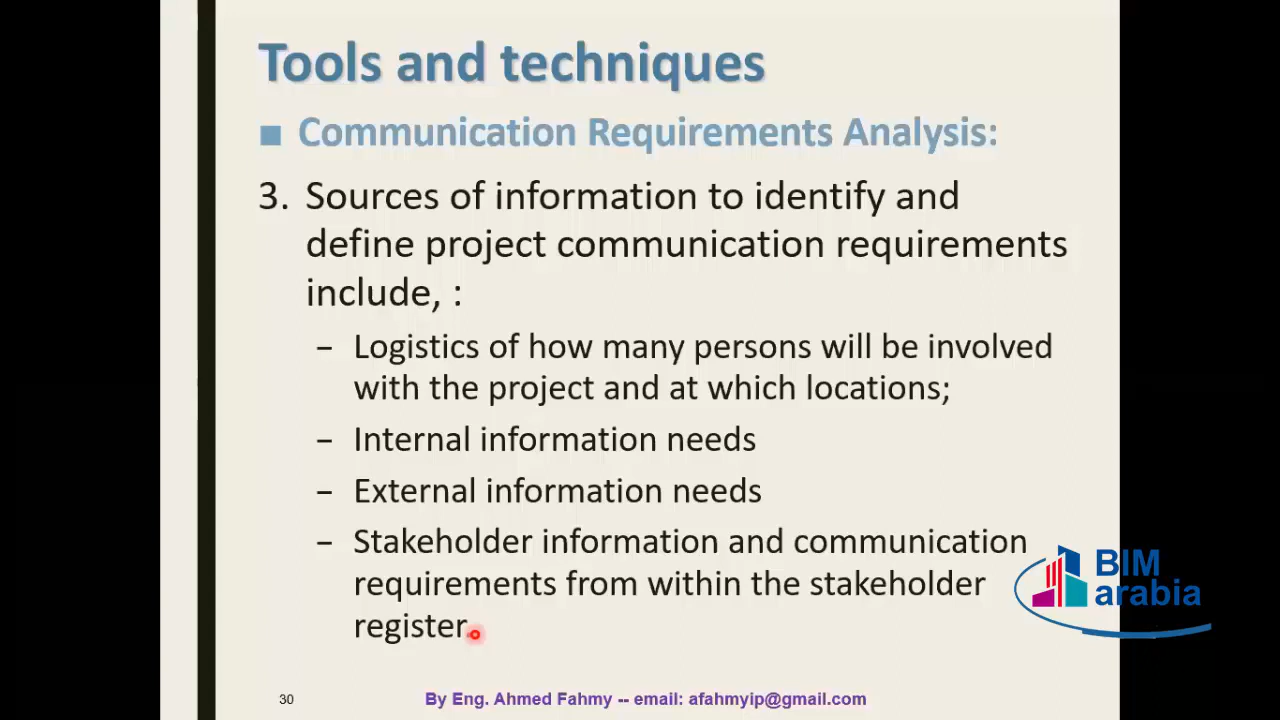 Tools and techniques
■ Communication Requirements Analysis:
3. Sources of information to identify and
define project communication requirements
include, :
– Logistics of how many persons will be involved
with the project and at which locations;
– Internal information needs
– External information needs
– Stakeholder information and communication
requirements from within the stakeholder
register.
BIM
arabia
30
By Eng. Ahmed Fahmy -- email: afahmyip@gmail.com